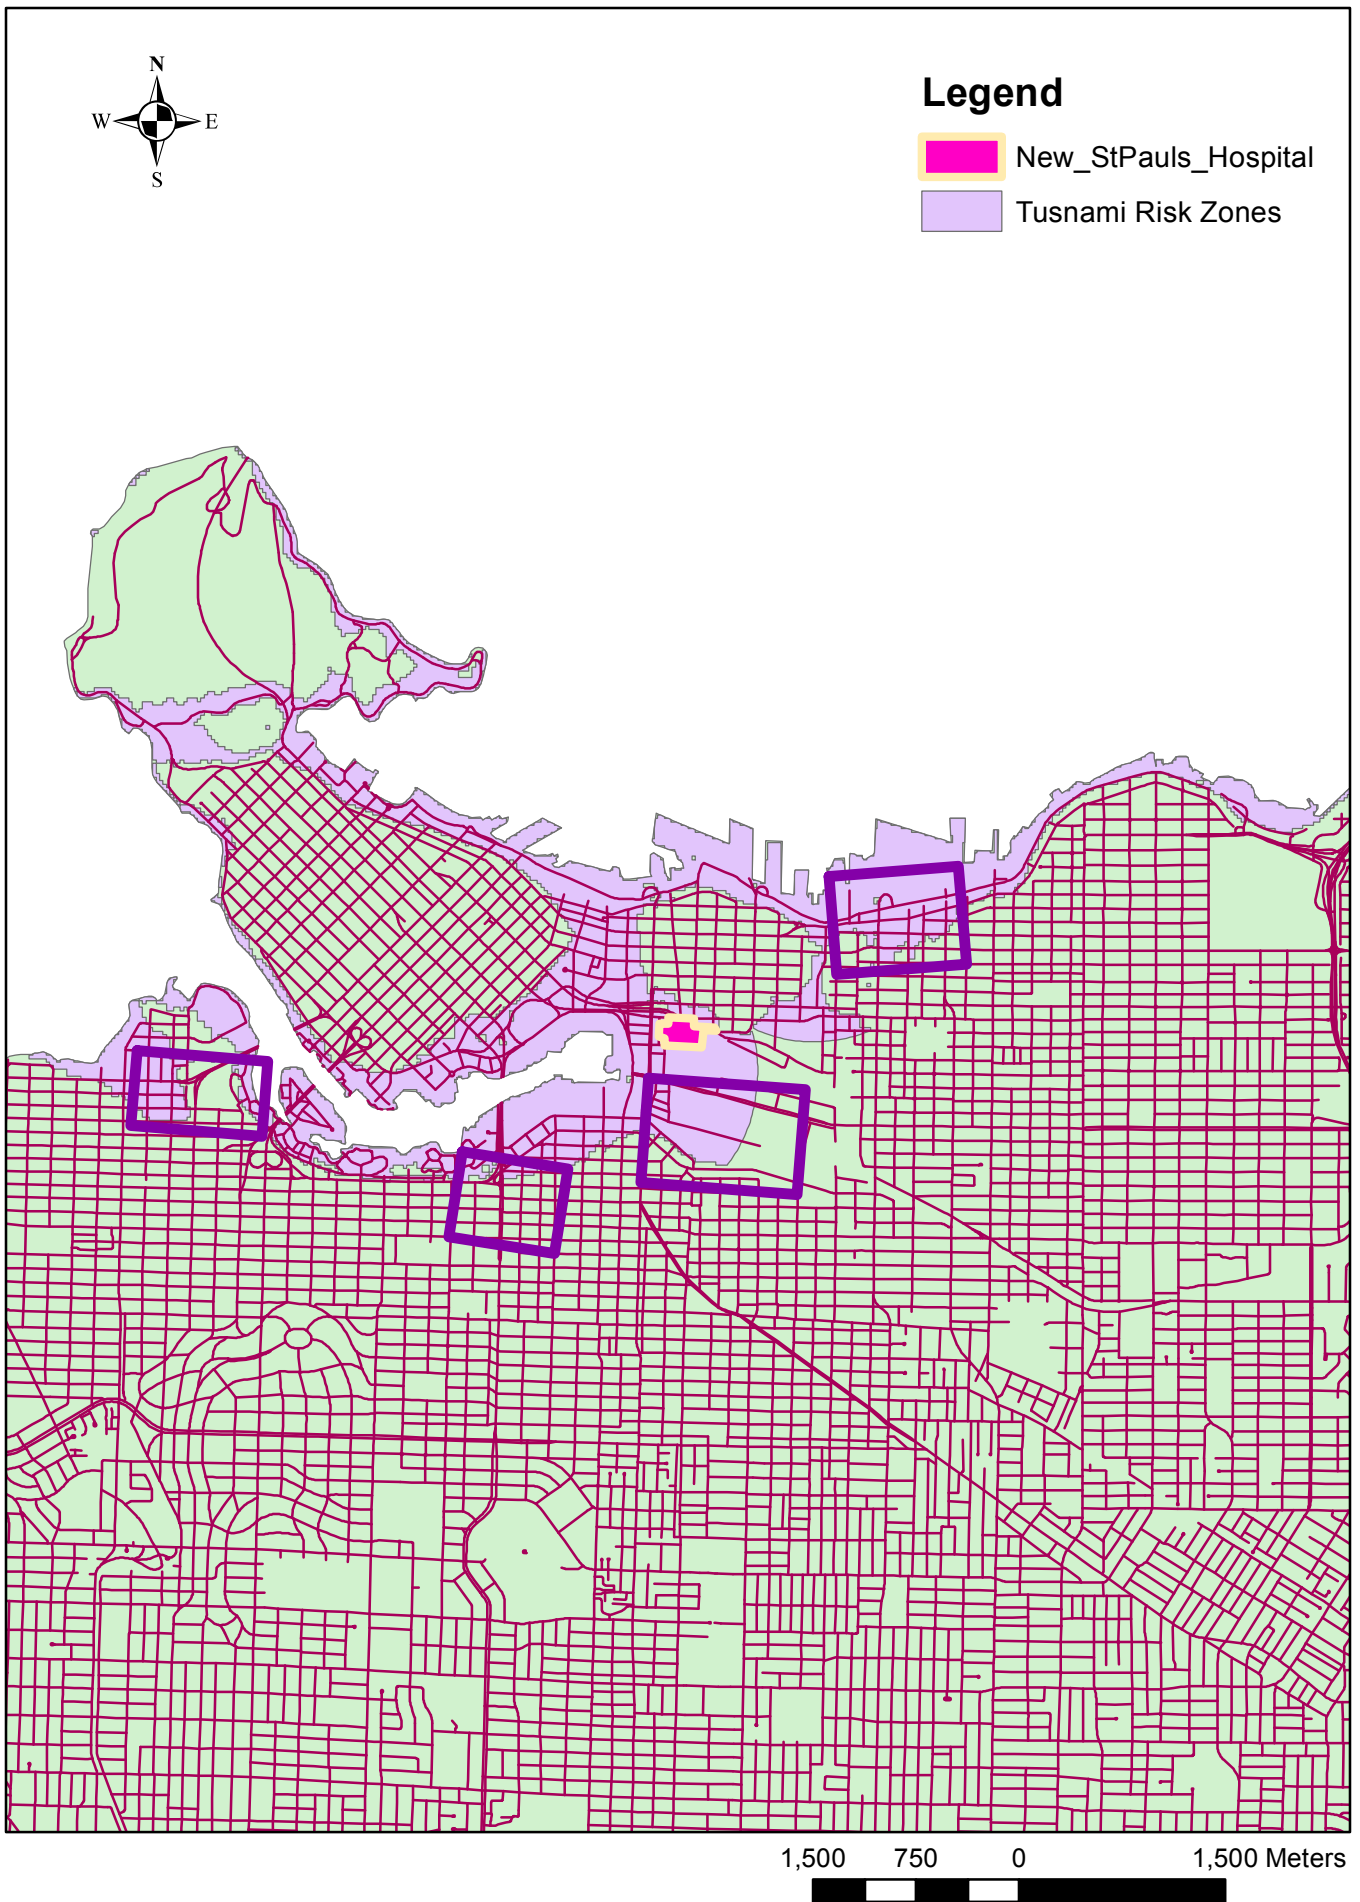 N
W E
S
Legend
New_StPauls_Hospital
Tusnami Risk Zones
1,500 750 0 1,500 Meters